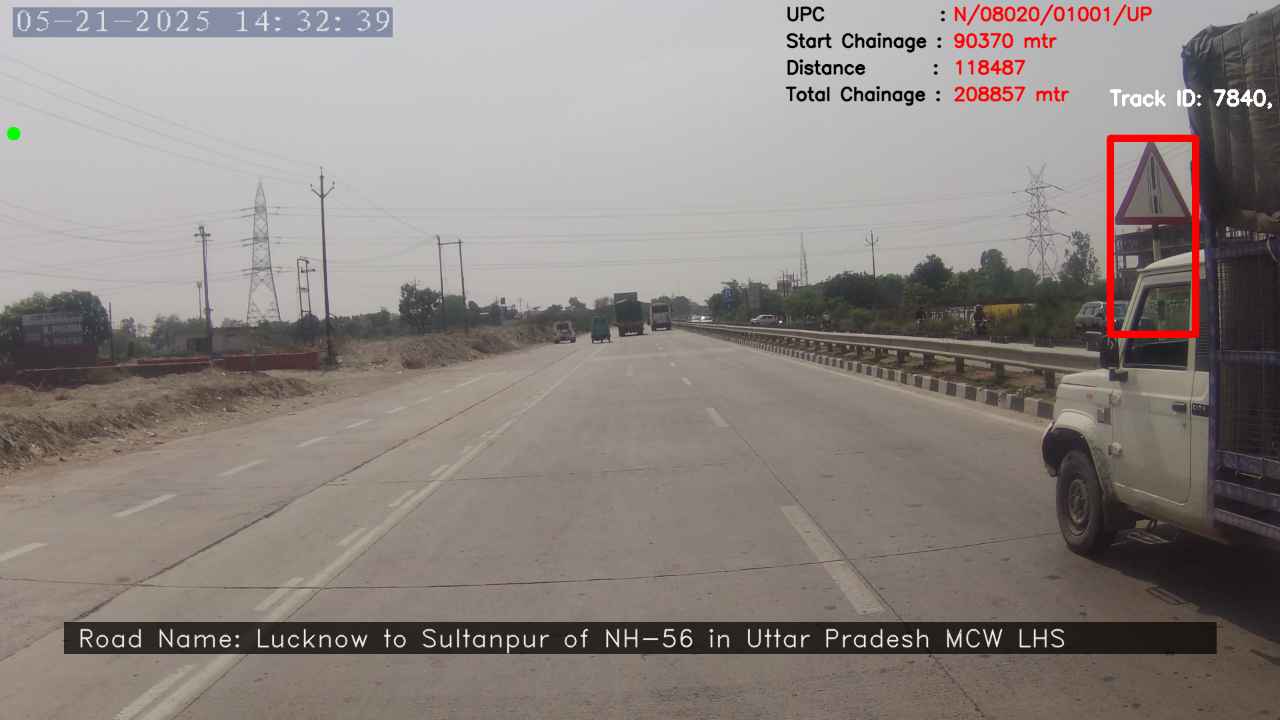 05-21-2025 14:32:39
UPC : N/08020/01001/UP
Start Chainage : 90370 mtr
Distance : 118487
Total Chainage : 208857 mtr
Track ID: 7840,
Road Name: Lucknow to Sultanpur of NH-56 in Uttar Pradesh MCW LHS